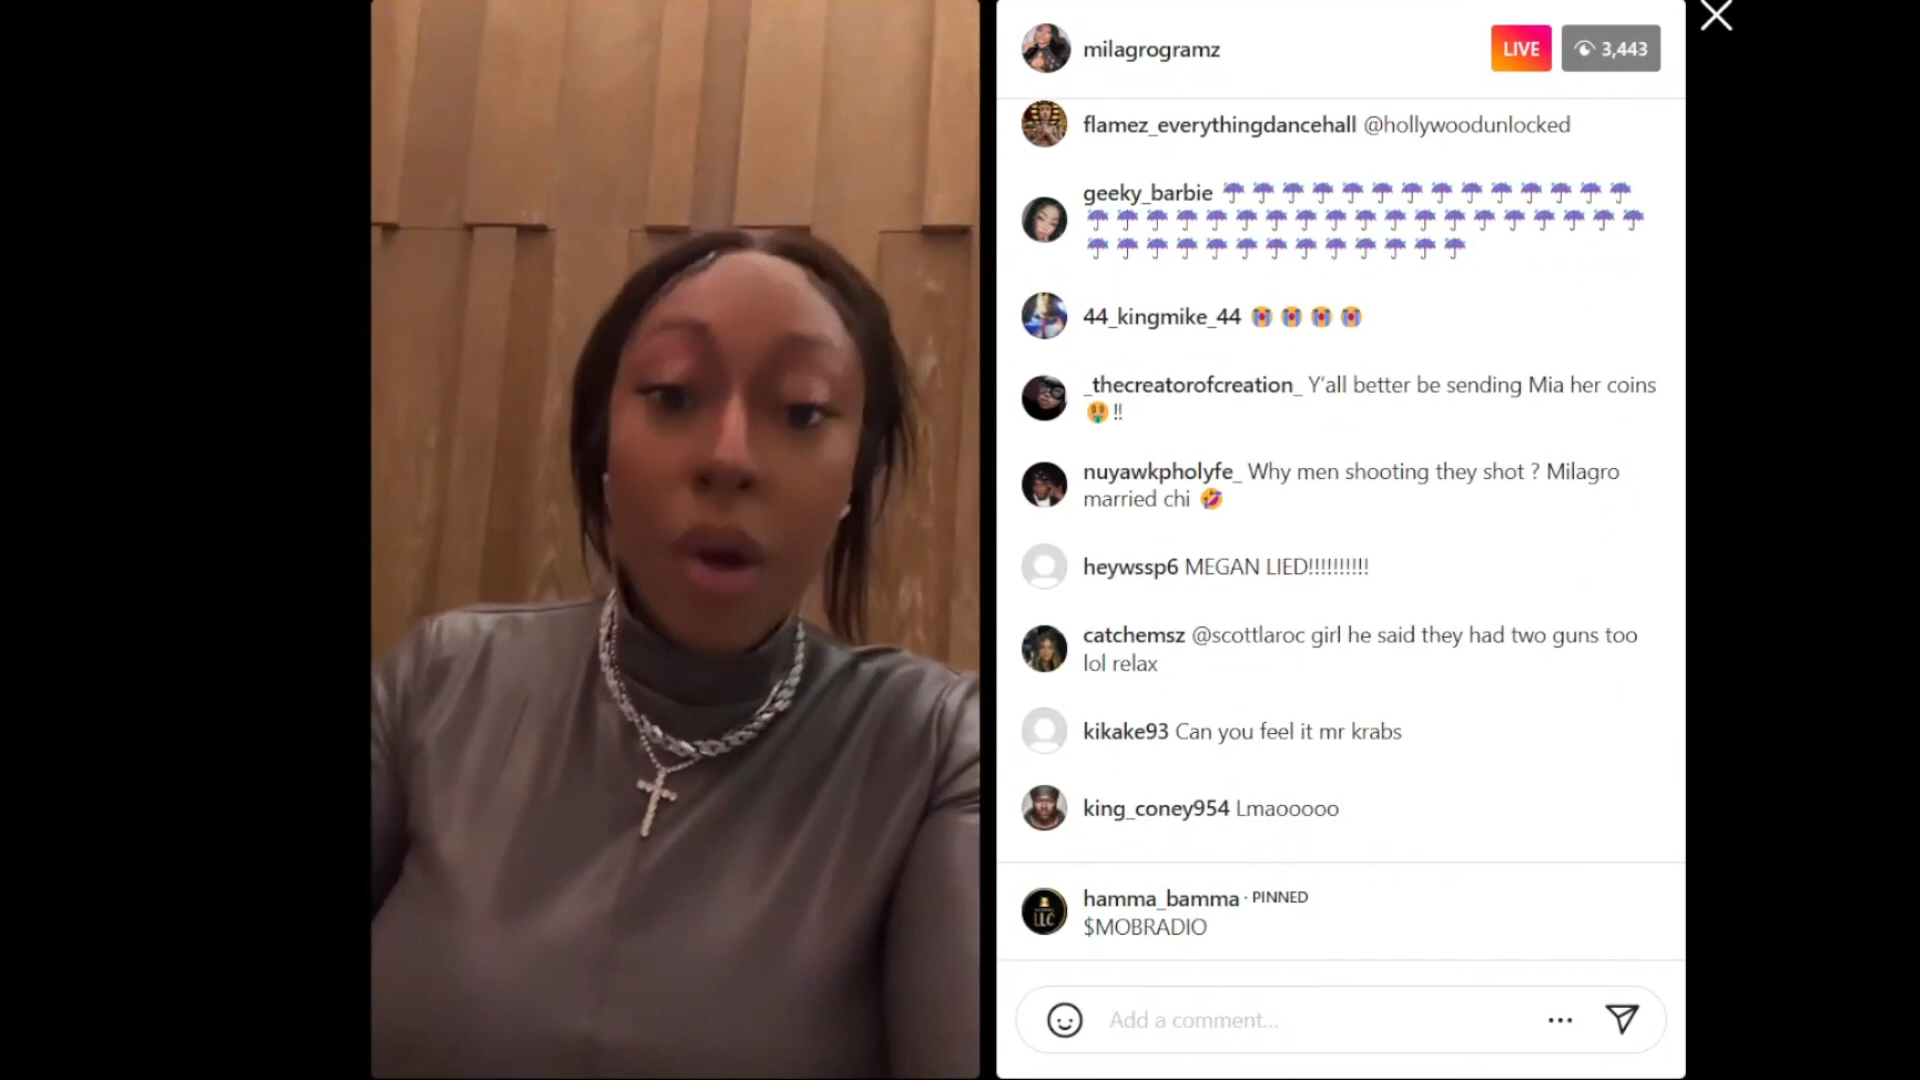 milagrogramz
LIVE
3,443
flamez_everythingdancehall @hollywoodunlocked
geeky_barbie ☔☔☔☔☔☔☔☔☔☔☔☔☔☔
☔☔☔☔☔☔☔☔☔☔☔☔☔☔☔☔☔☔☔
☔☔☔☔☔☔☔☔☔☔☔☔☔
44_kingmike_44 😭😭😭😭
_thecreatorofcreation_ Y'all better be sending Mia her coins
🤑‼
nuyawkpholyfe_ Why men shooting they shot ? Milagro
married chi 🤣
heywssp6 MEGAN LIED!!!!!!!!!!
catchemsz @scottlaroc girl he said they had two guns too
lol relax
kikake93 Can you feel it mr krabs
king_coney954 Lmaooooo
hamma_bamma · PINNED
$MOBRADIO
LLC
Add a comment...